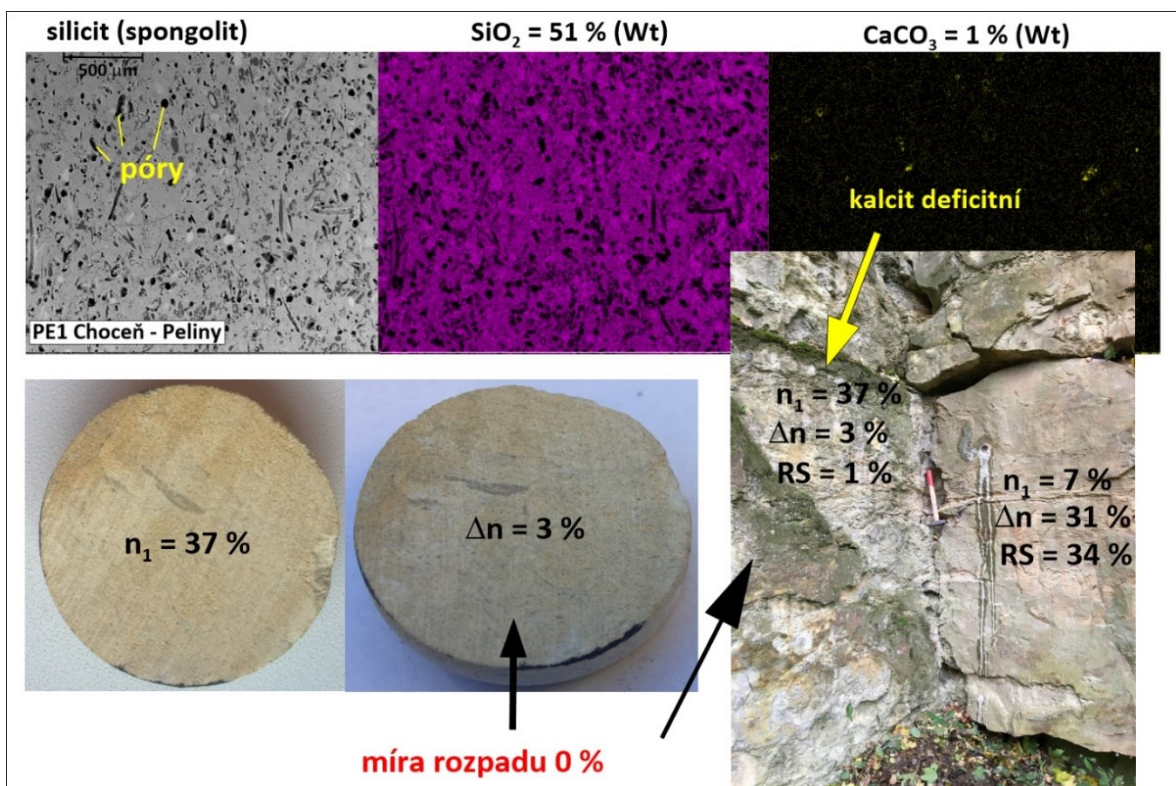 silicit (spongolit)
SiO₂ = 51 % (Wt)
CaCO₃ = 1 % (Wt)
500 µm
póry
kalcit deficitní
PE1 Choceň - Peliny
n₁ = 37 %
Δn = 3 %
n₁ = 37 %
Δn = 3 %
RS = 1 %
n₁ = 7 %
Δn = 31 %
RS = 34 %
míra rozpadu 0 %